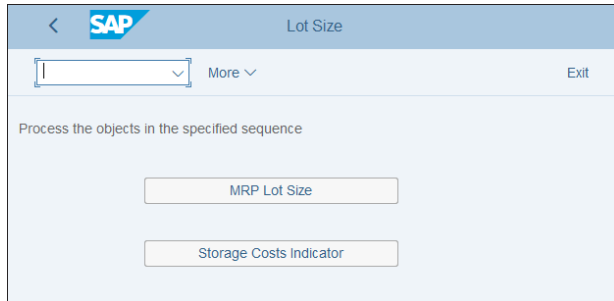 SAP Lot Size
More Exit
Process the objects in the specified sequence
MRP Lot Size
Storage Costs Indicator